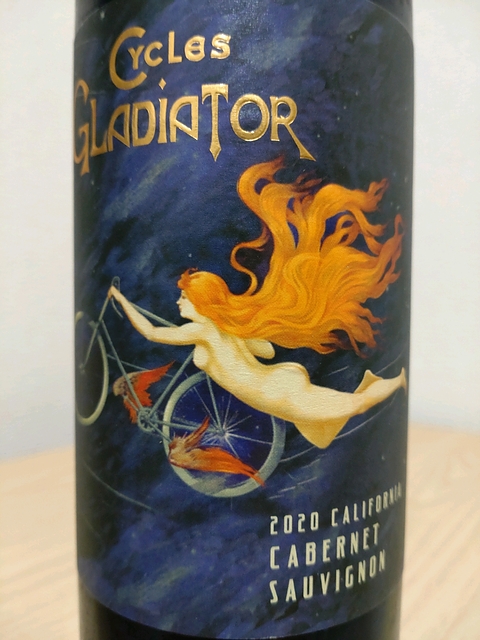 Cycles
GLADIATOR
2020 CALIFORNIA
CABERNET
SAUVIGNON